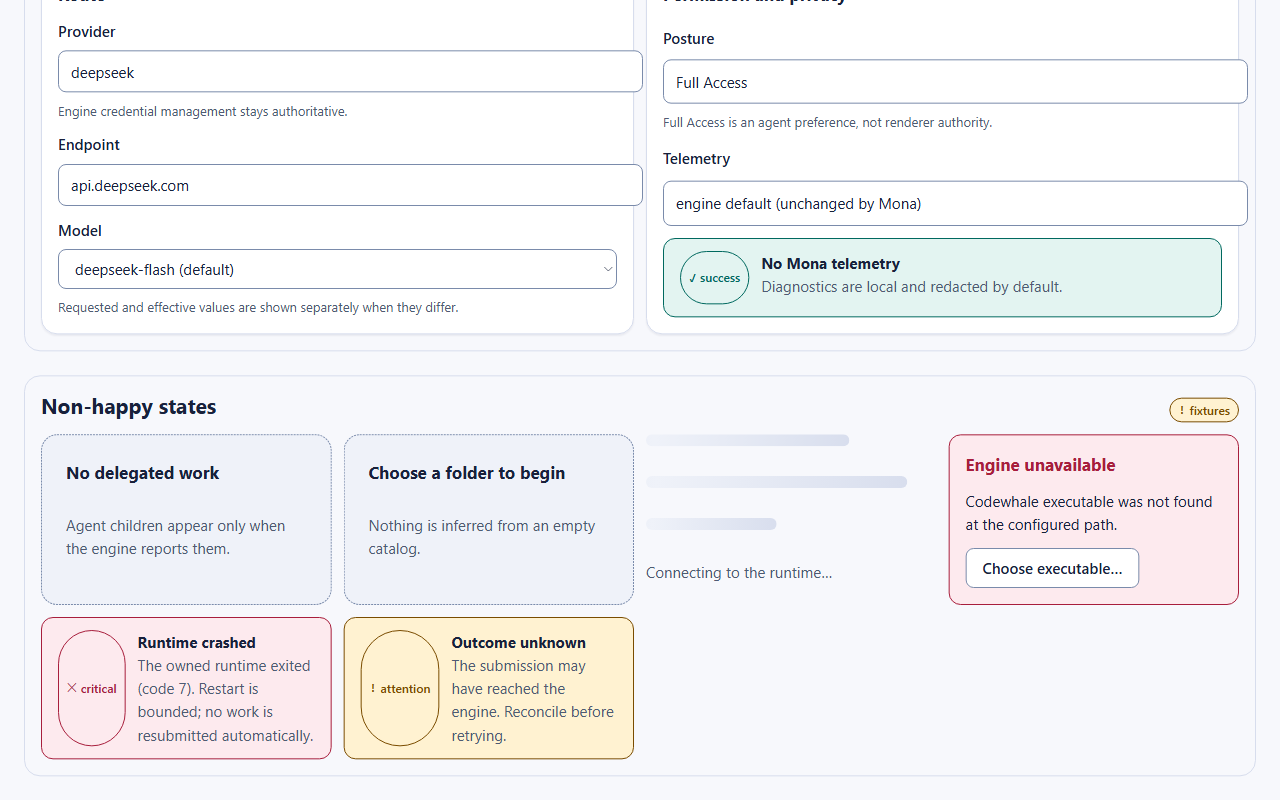 Route
Permission and privacy
Provider
deepseek
Engine credential management stays authoritative.
Endpoint
api.deepseek.com
Model
deepseek-flash (default)
Requested and effective values are shown separately when they differ.
Posture
Full Access
Full Access is an agent preference, not renderer authority.
Telemetry
engine default (unchanged by Mona)
✓ success
No Mona telemetry
Diagnostics are local and redacted by default.
Non-happy states
! fixtures
No delegated work
Agent children appear only when
the engine reports them.
Choose a folder to begin
Nothing is inferred from an empty
catalog.
Connecting to the runtime…
Engine unavailable
Codewhale executable was not found
at the configured path.
Choose executable…
✕ critical
Runtime crashed
The owned runtime exited
(code 7). Restart is
bounded; no work is
resubmitted automatically.
! attention
Outcome unknown
The submission may
have reached the
engine. Reconcile before
retrying.